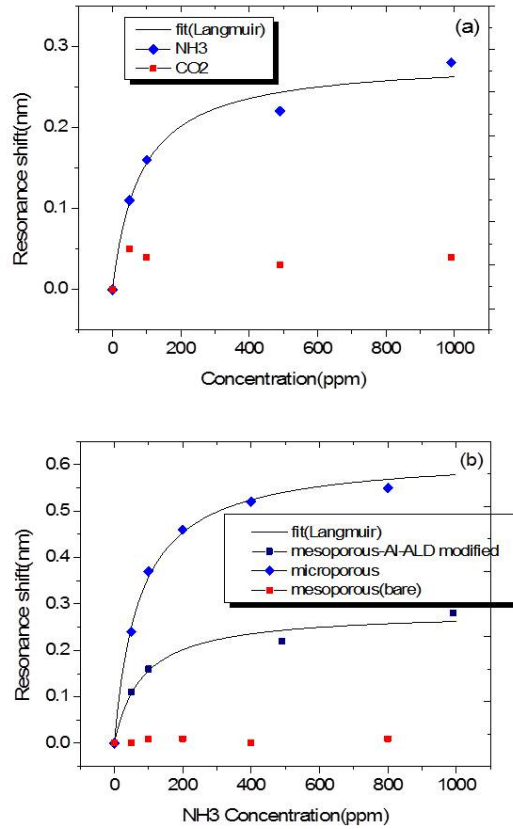 (a)
fit(Langmuir)
NH3
CO2
0.3
0.2
0.1
0.0
Resonance shift(nm)
0 200 400 600 800 1000
Concentration(ppm)
(b)
0.6
0.5
0.4
0.3
0.2
0.1
0.0
Resonance shift(nm)
fit(Langmuir)
mesoporous-Al-ALD modified
microporous
mesoporous(bare)
0 200 400 600 800 1000
NH3 Concentration(ppm)